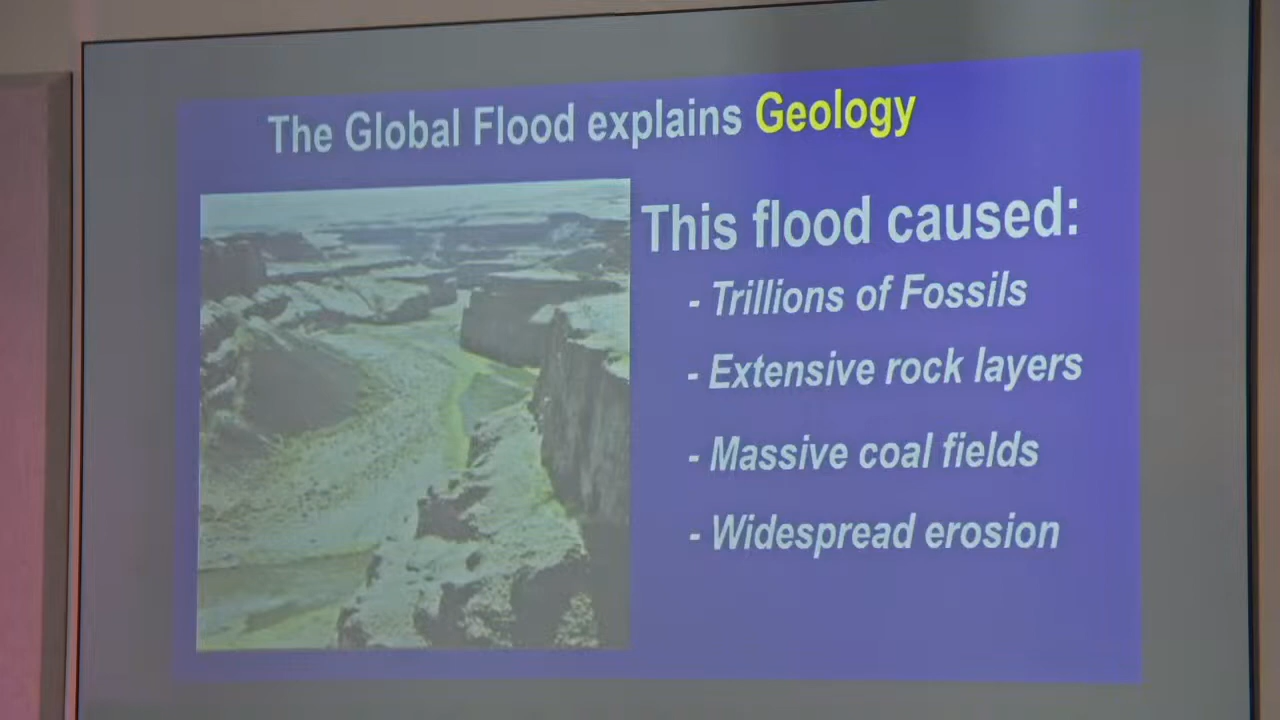 The Global Flood explains Geology
This flood caused:
- Trillions of Fossils
- Extensive rock layers
- Massive coal fields
- Widespread erosion